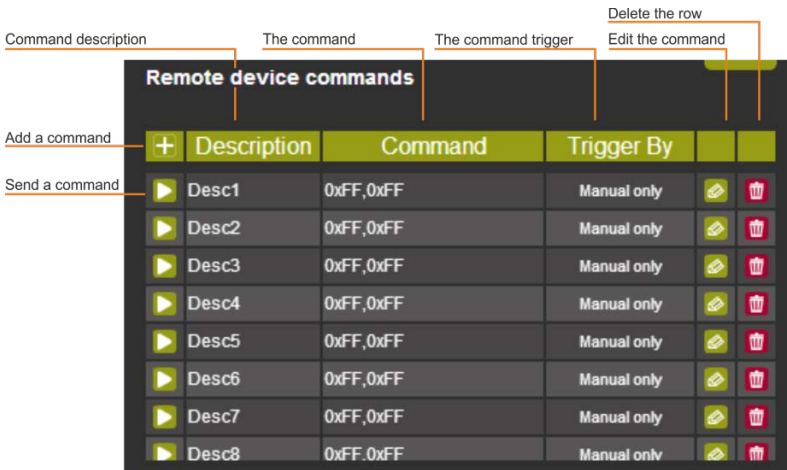 Delete the row
Command description The command The command trigger Edit the command
Remote device commands
Add a command
+ Description Command Trigger By
Send a command
Desc1 0xFF,0xFF Manual only
Desc2 0xFF,0xFF Manual only
Desc3 0xFF,0xFF Manual only
Desc4 0xFF,0xFF Manual only
Desc5 0xFF,0xFF Manual only
Desc6 0xFF,0xFF Manual only
Desc7 0xFF,0xFF Manual only
Desc8 0xFF,0xFF Manual only